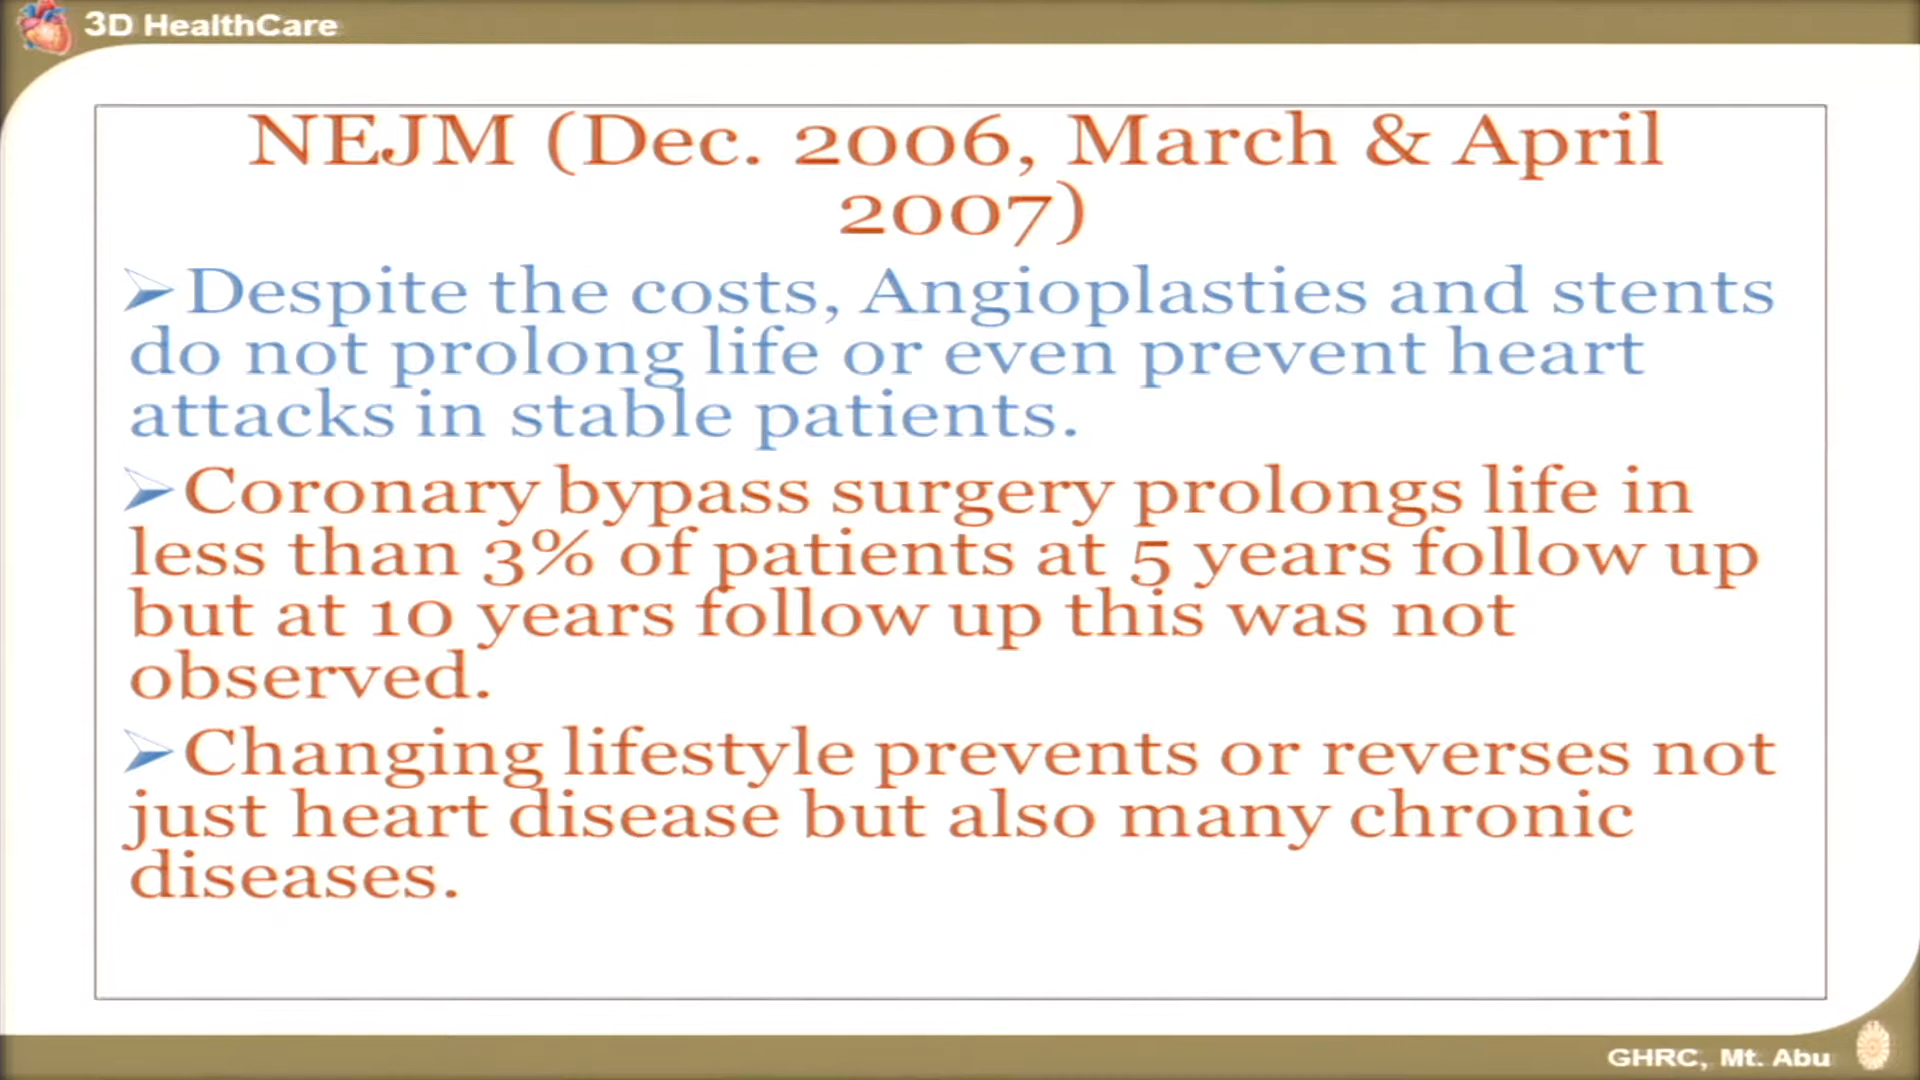 3D HealthCare
NEJM (Dec. 2006, March & April
2007)
➢Despite the costs, Angioplasties and stents
do not prolong life or even prevent heart
attacks in stable patients.
➢Coronary bypass surgery prolongs life in
less than 3% of patients at 5 years follow up
but at 10 years follow up this was not
observed.
➢Changing lifestyle prevents or reverses not
just heart disease but also many chronic
diseases.
GHRC, Mt. Abu